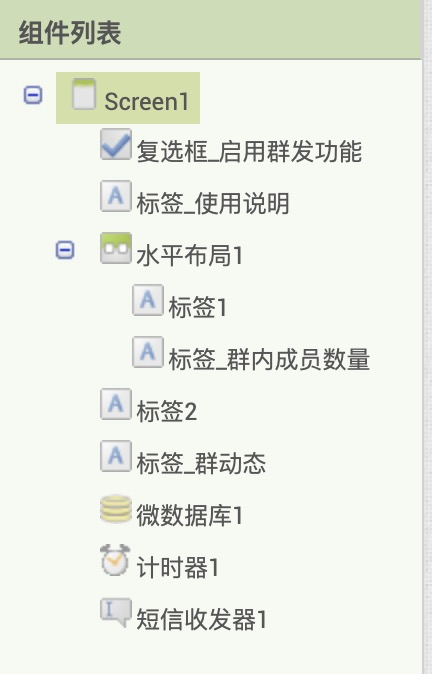 组件列表
Screen1
复选框_启用群发功能
标签_使用说明
水平布局1
标签1
标签_群内成员数量
标签2
标签_群动态
微数据库1
计时器1
短信收发器1